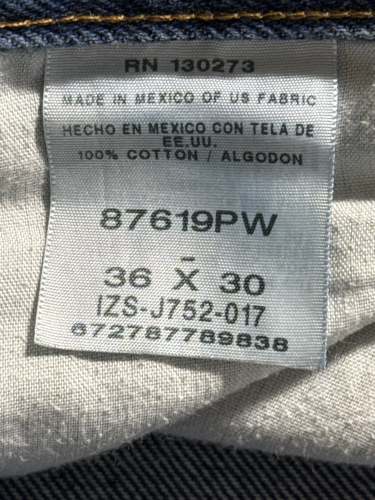 RN 130273
MADE IN MEXICO OF US FABRIC
HECHO EN MEXICO CON TELA DE
EE.UU.
100% COTTON / ALGODON
87619PW
-
36 X 30
IZS-J752-017
672787789838